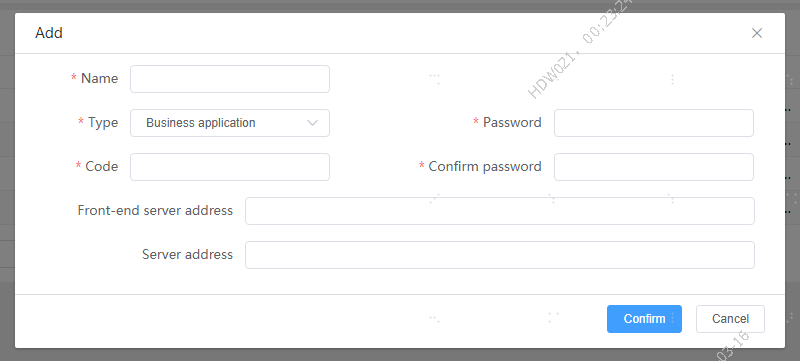 Add
* Name
* Type Business application * Password
* Code * Confirm password
Front-end server address
Server address
Confirm Cancel
HDW021, 00:23:24
03-16